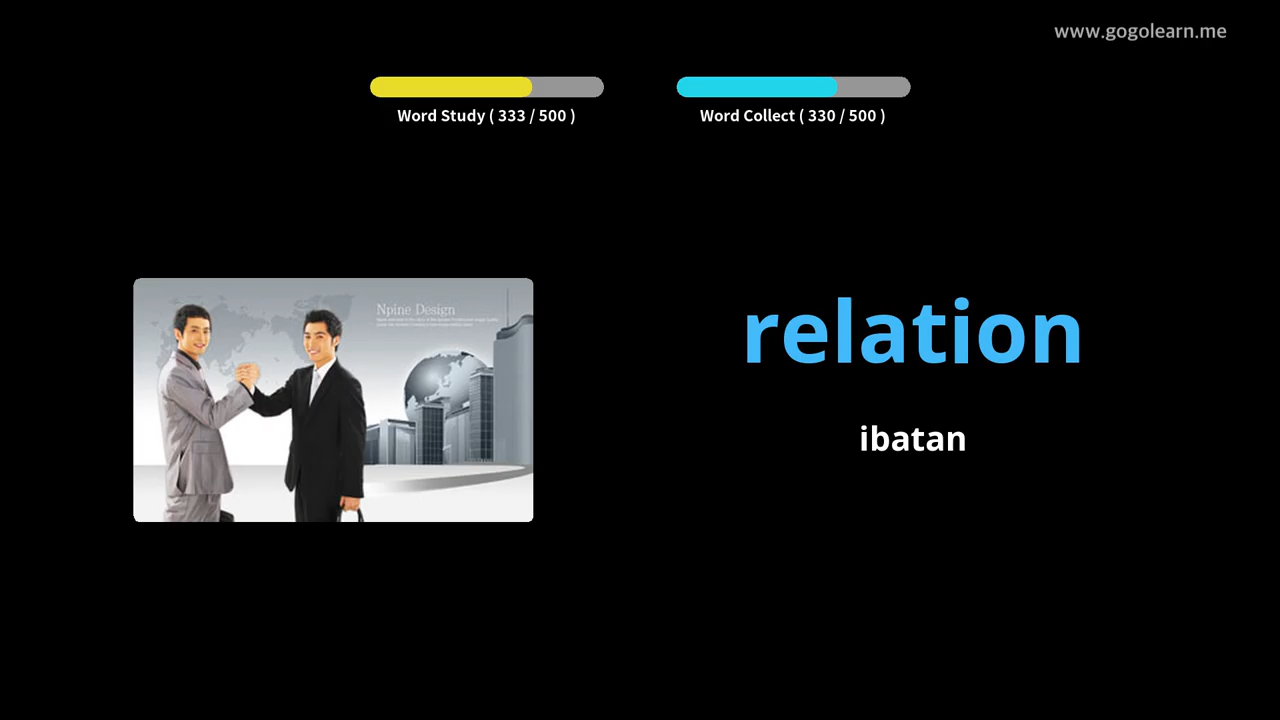 www.gogolearn.me
Word Study ( 333 / 500 )
Word Collect ( 330 / 500 )
Npine Design
relation
ibatan